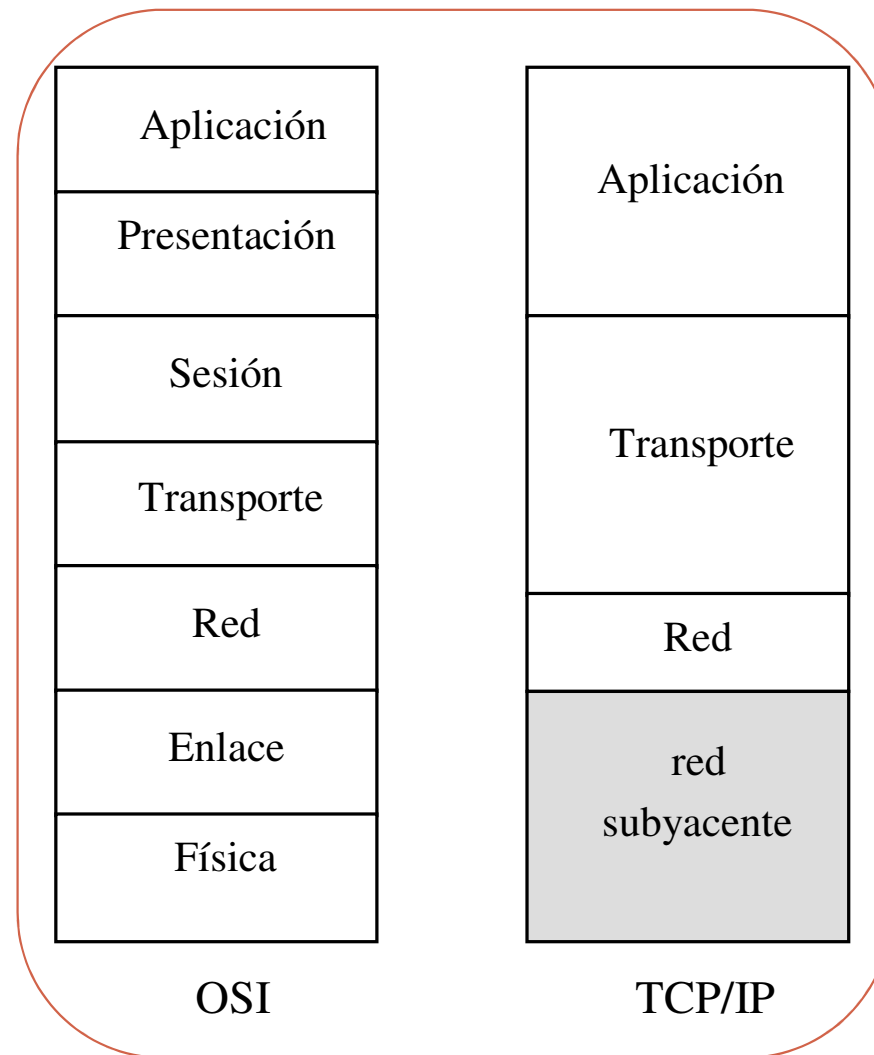 Aplicación
Presentación
Sesión
Transporte
Red
Enlace
Física
OSI
Aplicación
Transporte
Red
red
subyacente
TCP/IP